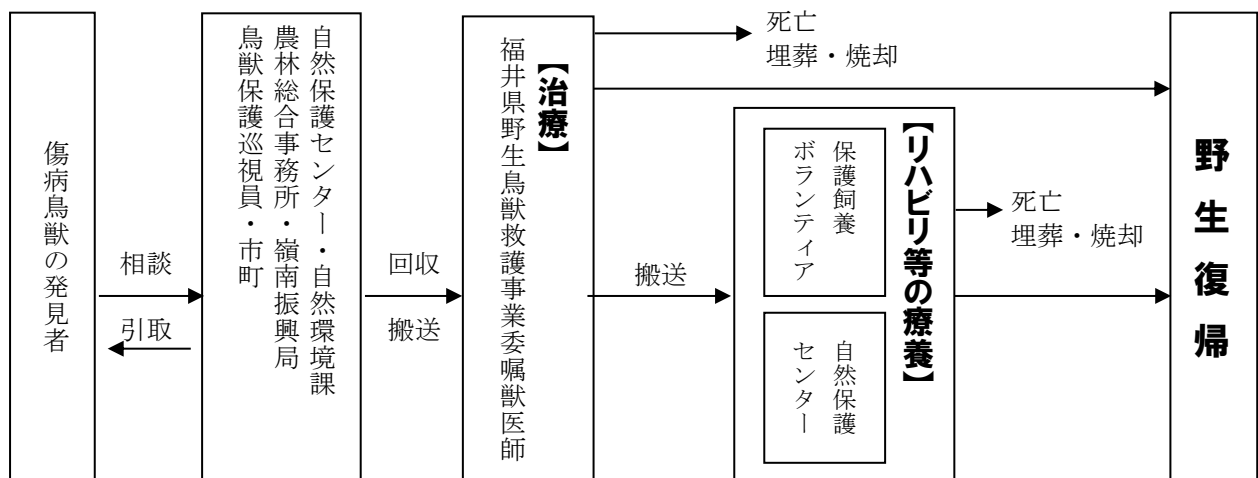 傷病鳥獣の発見者
相談
引取
自然保護センター・自然環境課
農林総合事務所・嶺南振興局
鳥獣保護巡視員・市町
回収
搬送
【治療】
福井県野生鳥獣救護事業委嘱獣医師
死亡
埋葬・焼却
搬送
【リハビリ等の療養】
保護飼養
ボランティア
自然保護
センター
死亡
埋葬・焼却
野生復帰